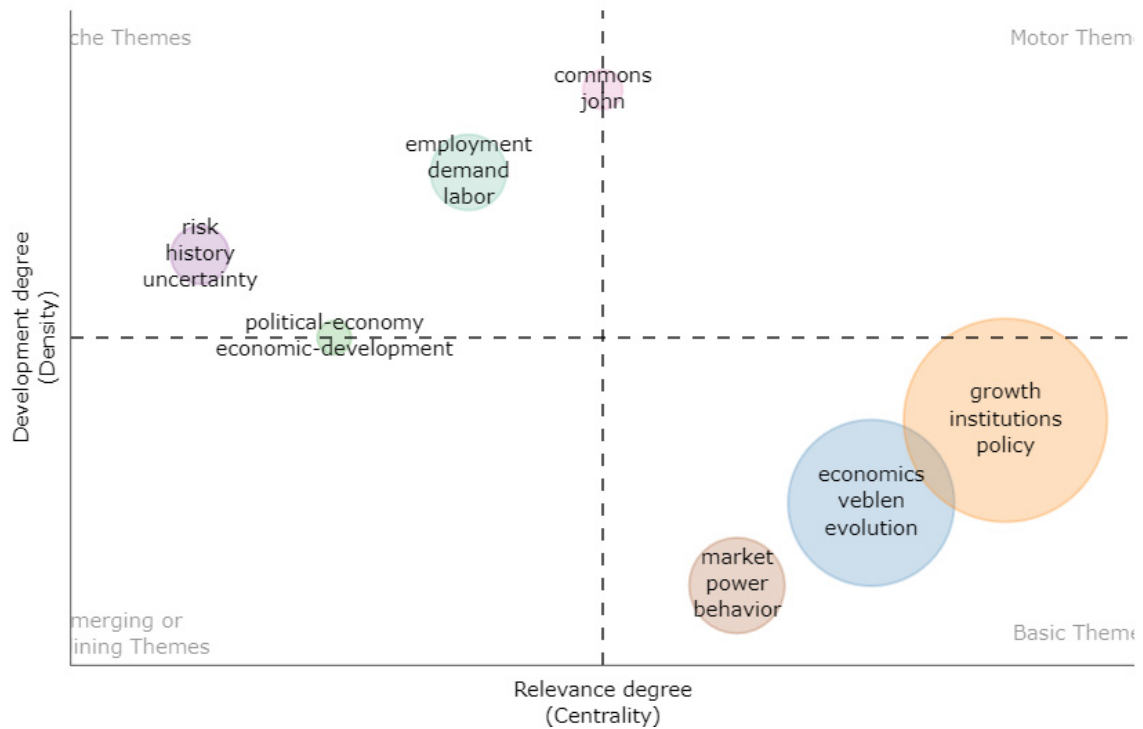 che Themes
Motor Theme
commons
john
employment
demand
labor
risk
history
uncertainty
political-economy
economic-development
growth
institutions
policy
economics
veblen
evolution
market
power
behavior
merging or
ining Themes
Basic Theme
Development degree
(Density)
Relevance degree
(Centrality)